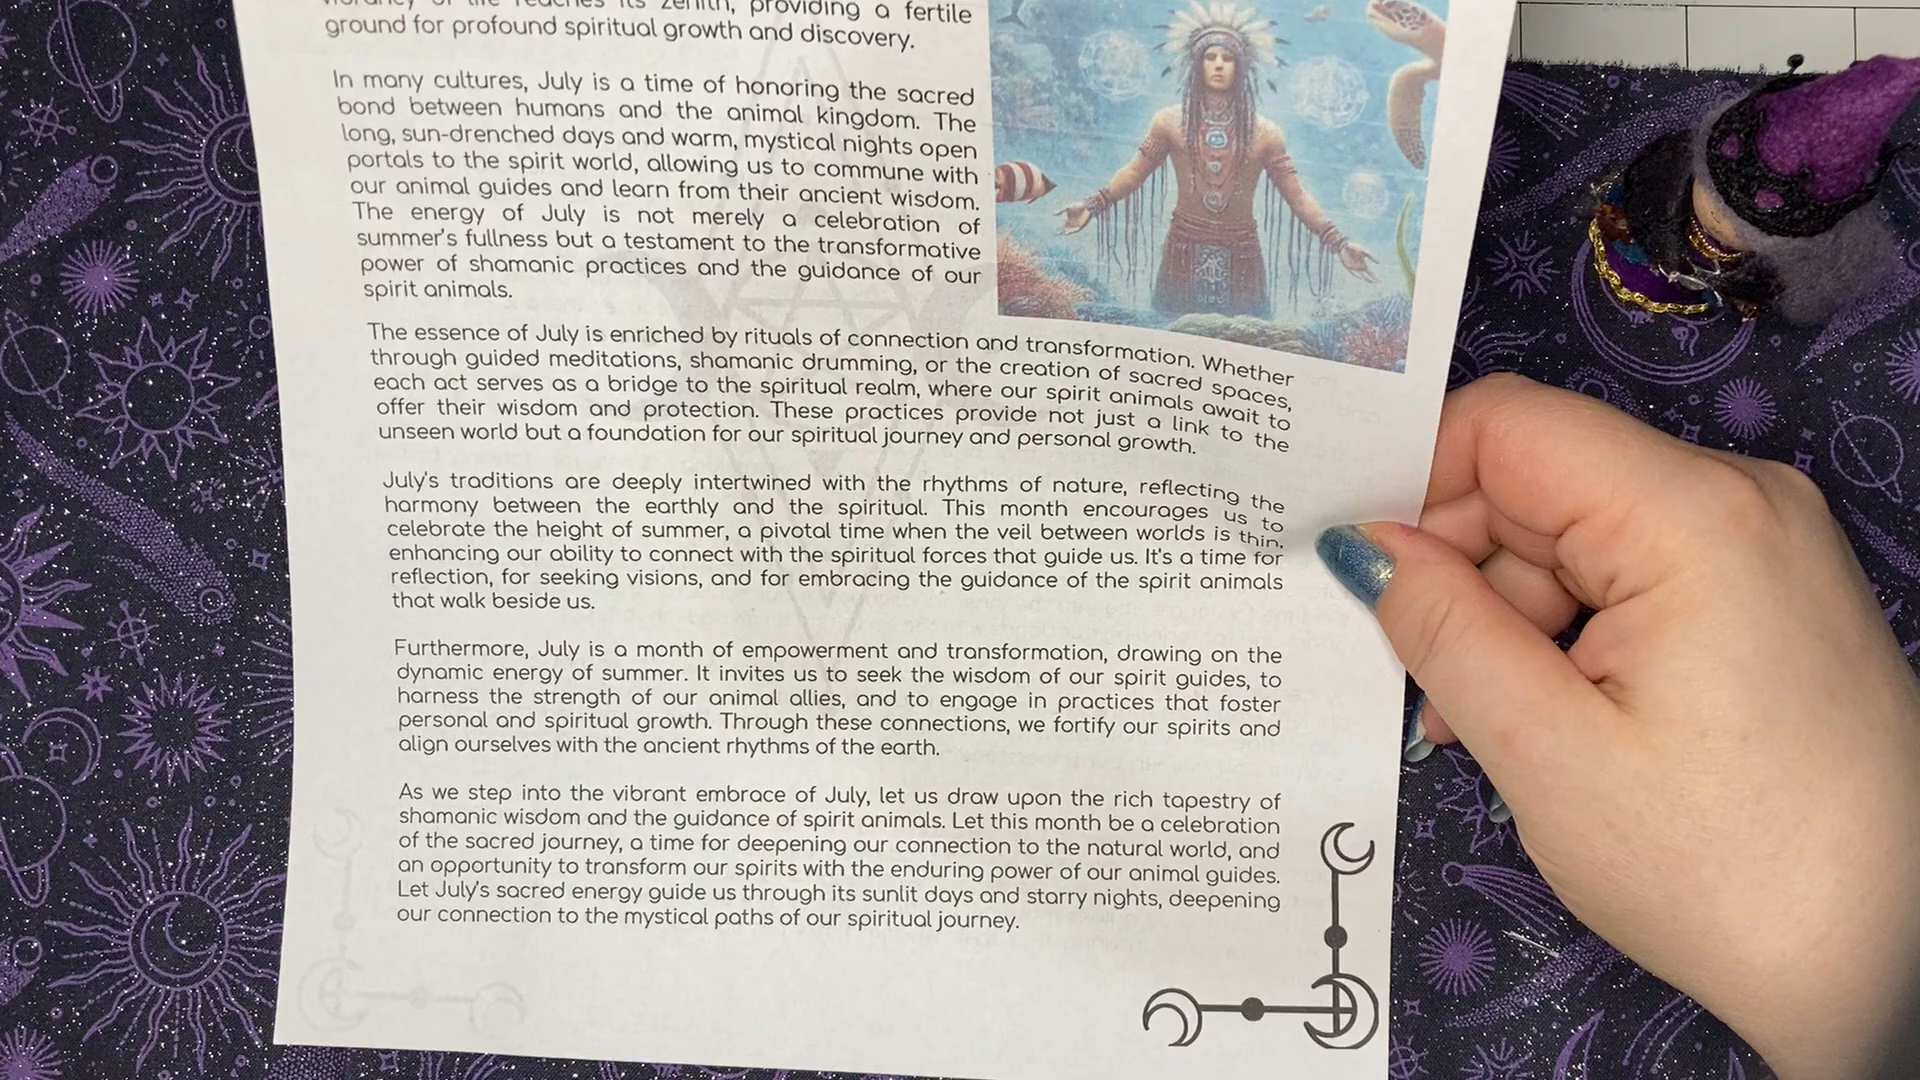 vibrancy of life reaches its zenith, providing a fertile
ground for profound spiritual growth and discovery.
In many cultures, July is a time of honoring the sacred
bond between humans and the animal kingdom. The
long, sun-drenched days and warm, mystical nights open
portals to the spirit world, allowing us to commune with
our animal guides and learn from their ancient wisdom.
The energy of July is not merely a celebration of
summer's fullness but a testament to the transformative
power of shamanic practices and the guidance of our
spirit animals.
The essence of July is enriched by rituals of connection and transformation. Whether
through guided meditations, shamanic drumming, or the creation of sacred spaces,
each act serves as a bridge to the spiritual realm, where our spirit animals await to
offer their wisdom and protection. These practices provide not just a link to the
unseen world but a foundation for our spiritual journey and personal growth.
July's traditions are deeply intertwined with the rhythms of nature, reflecting the
harmony between the earthly and the spiritual. This month encourages us to
celebrate the height of summer, a pivotal time when the veil between worlds is thin,
enhancing our ability to connect with the spiritual forces that guide us. It's a time for
reflection, for seeking visions, and for embracing the guidance of the spirit animals
that walk beside us.
Furthermore, July is a month of empowerment and transformation, drawing on the
dynamic energy of summer. It invites us to seek the wisdom of our spirit guides, to
harness the strength of our animal allies, and to engage in practices that foster
personal and spiritual growth. Through these connections, we fortify our spirits and
align ourselves with the ancient rhythms of the earth.
As we step into the vibrant embrace of July, let us draw upon the rich tapestry of
shamanic wisdom and the guidance of spirit animals. Let this month be a celebration
of the sacred journey, a time for deepening our connection to the natural world, and
an opportunity to transform our spirits with the enduring power of our animal guides.
Let July's sacred energy guide us through its sunlit days and starry nights, deepening
our connection to the mystical paths of our spiritual journey.